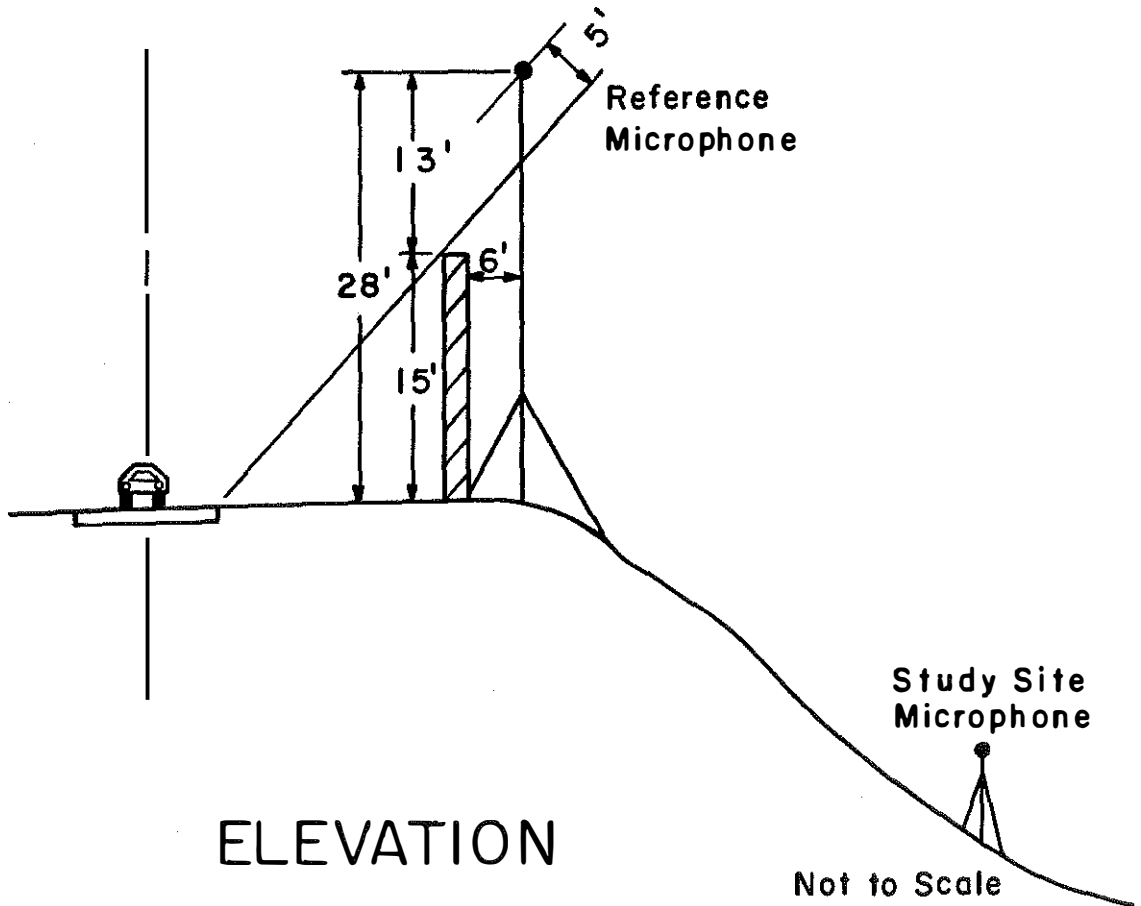 5'
Reference
Microphone
13'
6'
28'
15'
Study Site
Microphone
ELEVATION
Not to Scale